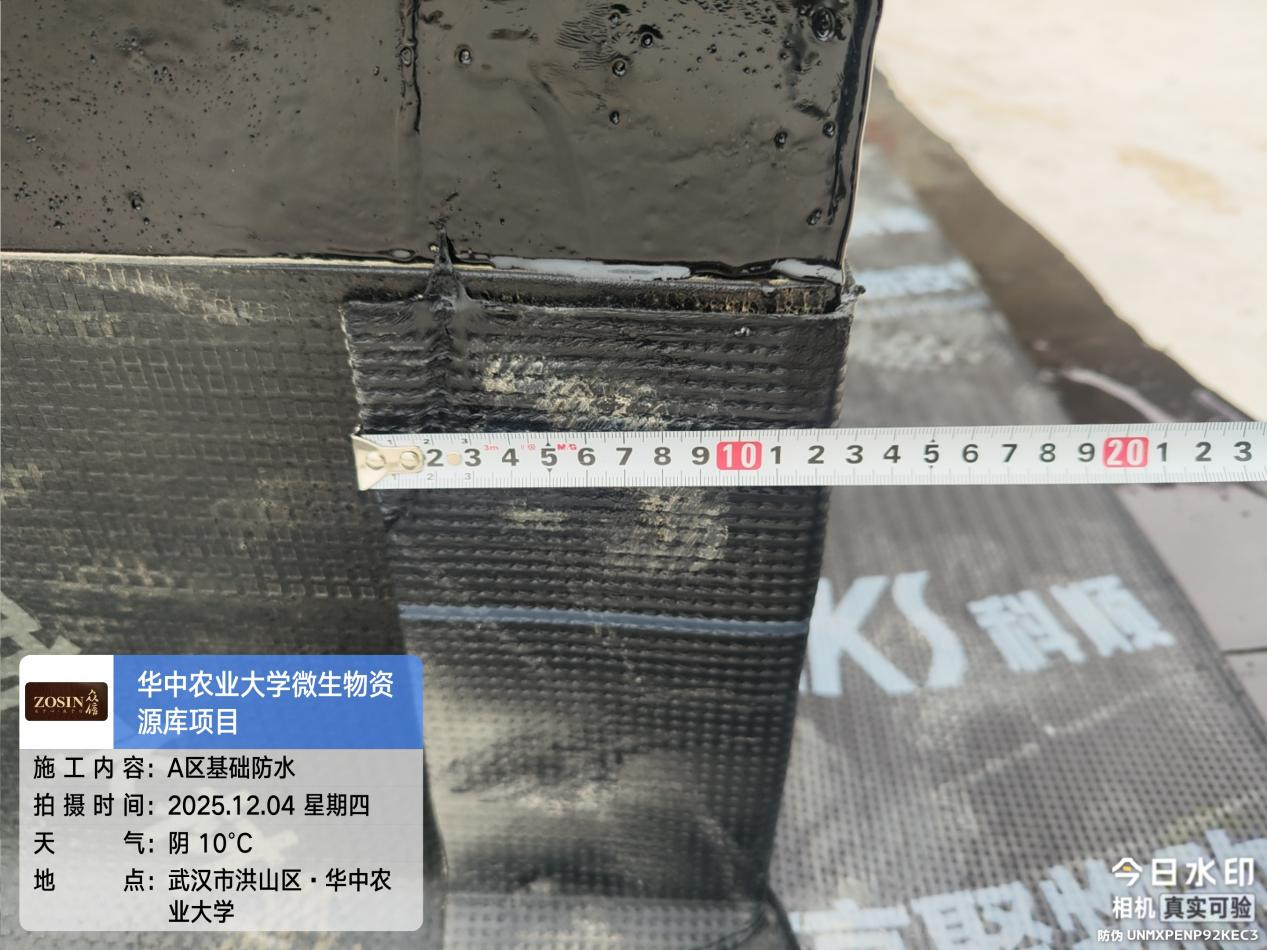 3m
M·G
2 3 4 5 6 7 8 9 10 1 2 3 4 5 6 7 8 9 20 1 2 3
KS 科顺
ZOSIN 众信
华中农业大学微生物资
源库项目
施工内容：A区基础防水
拍摄时间：2025.12.04 星期四
天气：阴 10°C
地点：武汉市洪山区·华中农
业大学
今日水印
相机 真实可验
防伪 UNMXPENP92KEC3